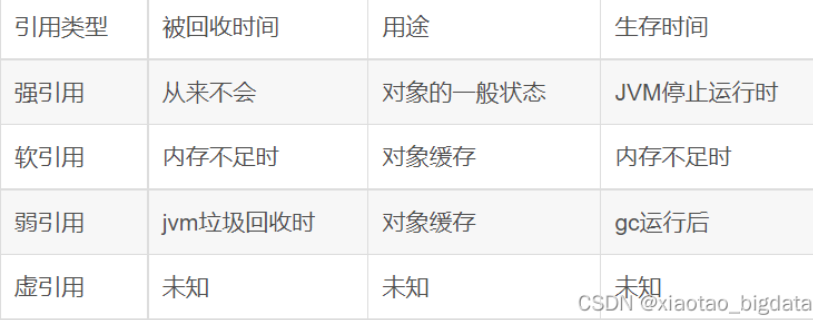 引用类型 被回收时间 用途 生存时间
强引用 从来不会 对象的一般状态 JVM停止运行时
软引用 内存不足时 对象缓存 内存不足时
弱引用 jvm垃圾回收时 对象缓存 gc运行后
虚引用 未知 未知 未知
CSDN @xiaotao_bigdata